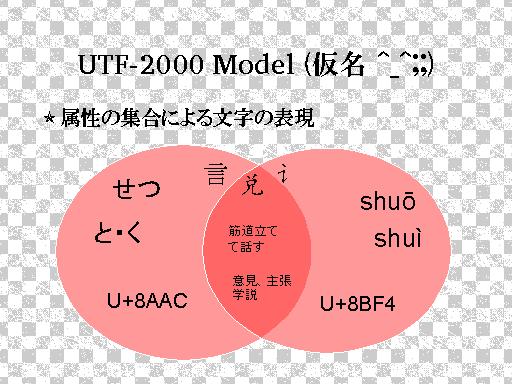 UTF-2000 Model (仮名 ^_^;;)
* 属性の集合による文字の表現
言 兑 讠
せつ
と・く
U+8AAC
筋道立て
て話す
意見、主張
学説
shuō
shuì
U+8BF4